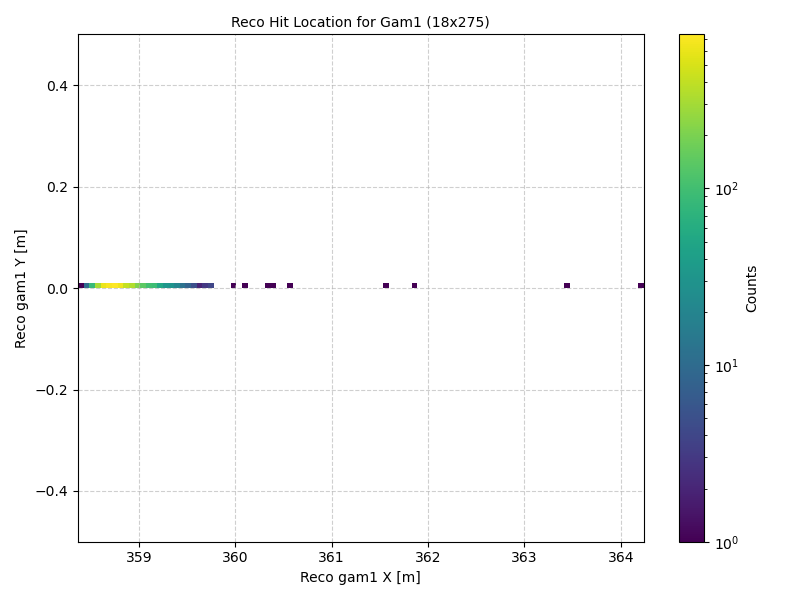 Reco Hit Location for Gam1 (18x275)
0.4
0.2
0.0
−0.2
−0.4
Reco gam1 Y [m]
359 360 361 362 363 364
Reco gam1 X [m]
10²
10¹
10⁰
Counts